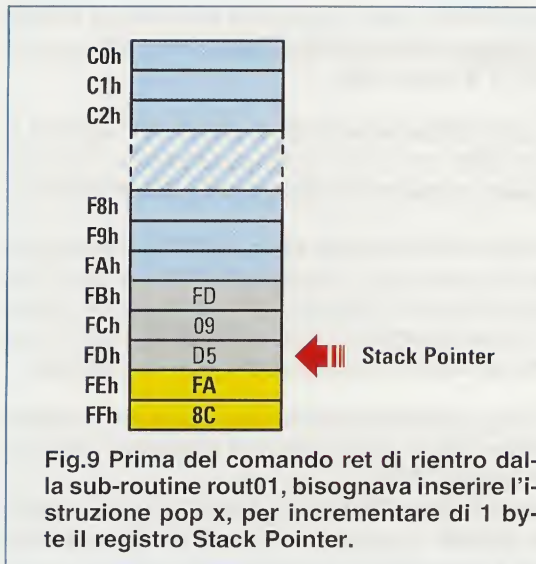 C0h
C1h
C2h
F8h
F9h
FAh
FBh FD
FCh 09
FDh D5 Stack Pointer
FEh FA
FFh 8C
Fig.9 Prima del comando ret di rientro dal-
la sub-routine rout01, bisognava inserire l'i-
struzione pop x, per incrementare di 1 by-
te il registro Stack Pointer.